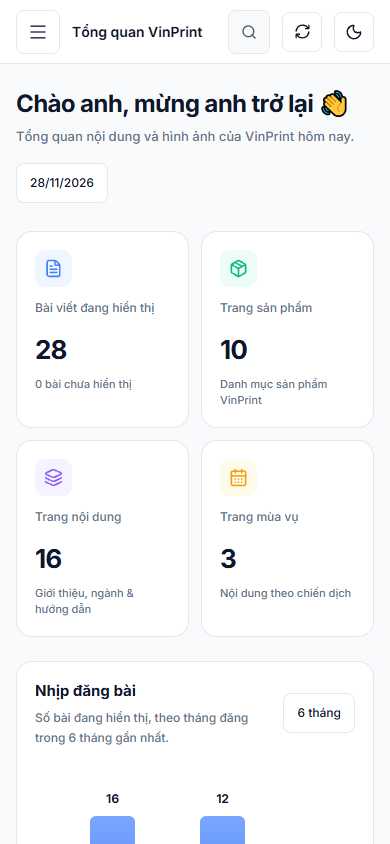 Tổng quan VinPrint
Chào anh, mừng anh trở lại 👋
Tổng quan nội dung và hình ảnh của VinPrint hôm nay.
28/11/2026
Bài viết đang hiển thị
28
0 bài chưa hiển thị
Trang sản phẩm
10
Danh mục sản phẩm
VinPrint
Trang nội dung
16
Giới thiệu, ngành &
hướng dẫn
Trang mùa vụ
3
Nội dung theo chiến dịch
Nhịp đăng bài
Số bài đang hiển thị, theo tháng đăng
trong 6 tháng gần nhất.
6 tháng
16
12